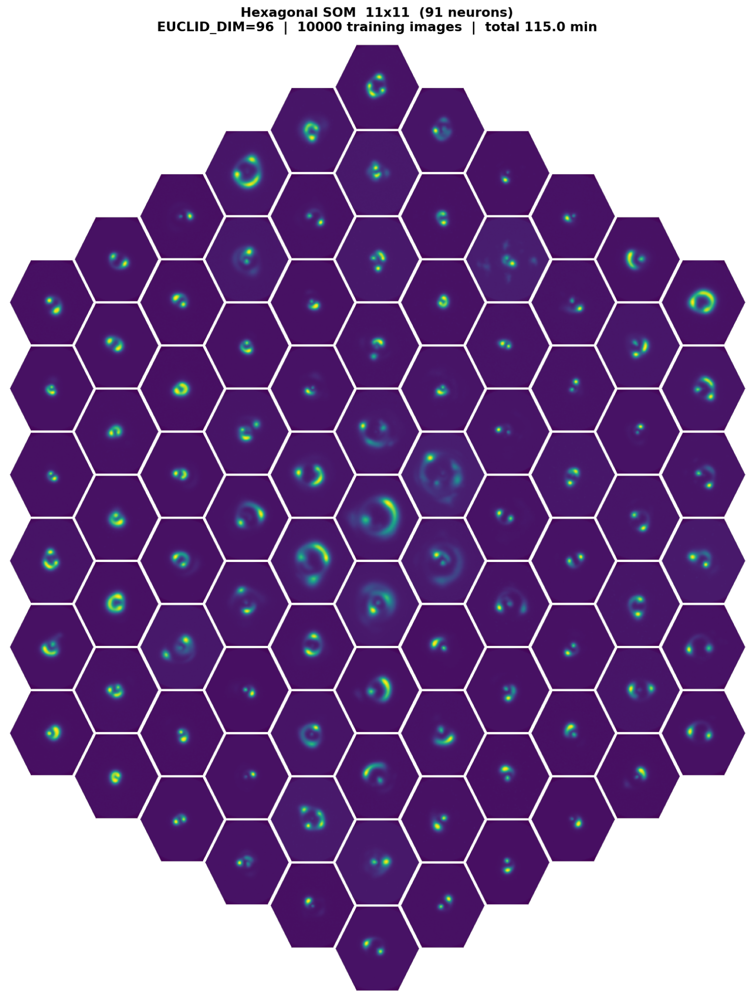 Hexagonal SOM  11x11  (91 neurons)
EUCLID_DIM=96  |  10000 training images  |  total 115.0 min